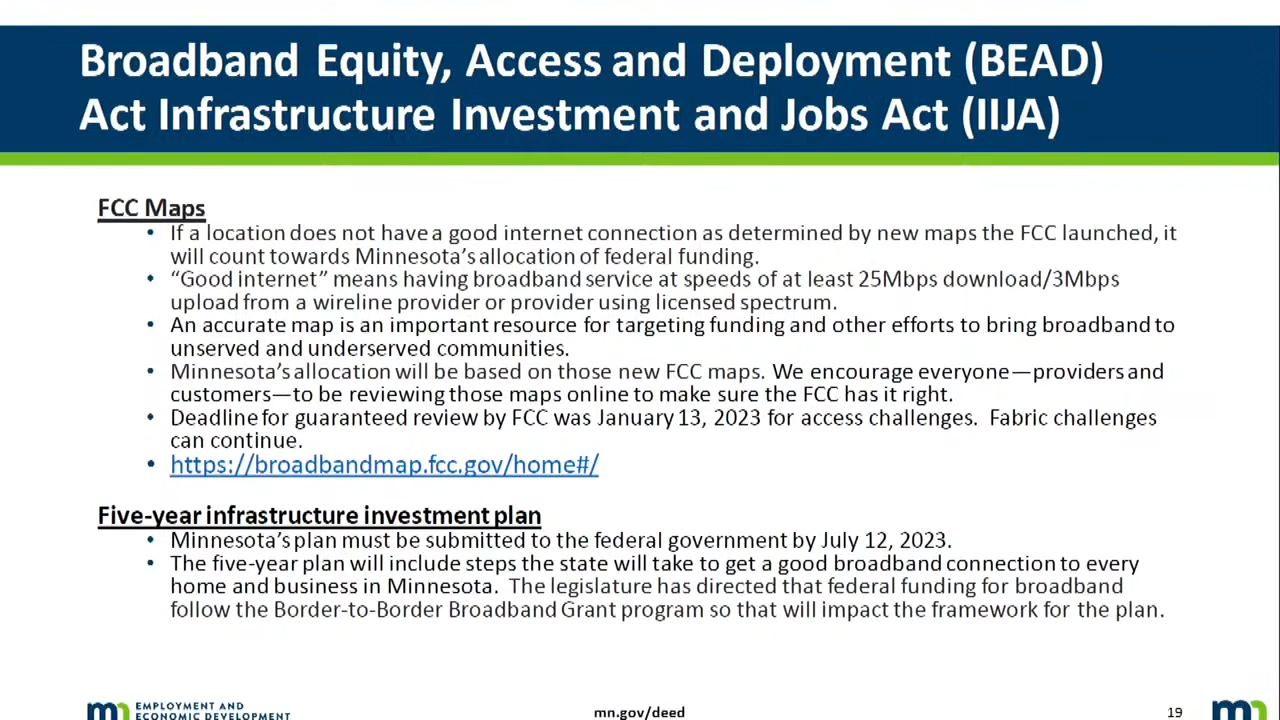 Broadband Equity, Access and Deployment (BEAD)
Act Infrastructure Investment and Jobs Act (IIJA)
FCC Maps
• If a location does not have a good internet connection as determined by new maps the FCC launched, it
will count towards Minnesota's allocation of federal funding.
• “Good internet” means having broadband service at speeds of at least 25Mbps download/3Mbps
upload from a wireline provider or provider using licensed spectrum.
• An accurate map is an important resource for targeting funding and other efforts to bring broadband to
unserved and underserved communities.
• Minnesota's allocation will be based on those new FCC maps. We encourage everyone—providers and
customers—to be reviewing those maps online to make sure the FCC has it right.
• Deadline for guaranteed review by FCC was January 13, 2023 for access challenges. Fabric challenges
can continue.
• https://broadbandmap.fcc.gov/home#/
Five-year infrastructure investment plan
• Minnesota's plan must be submitted to the federal government by July 12, 2023.
• The five-year plan will include steps the state will take to get a good broadband connection to every
home and business in Minnesota. The legislature has directed that federal funding for broadband
follow the Border-to-Border Broadband Grant program so that will impact the framework for the plan.
mn EMPLOYMENT AND
ECONOMIC DEVELOPMENT
mn.gov/deed
19
mn